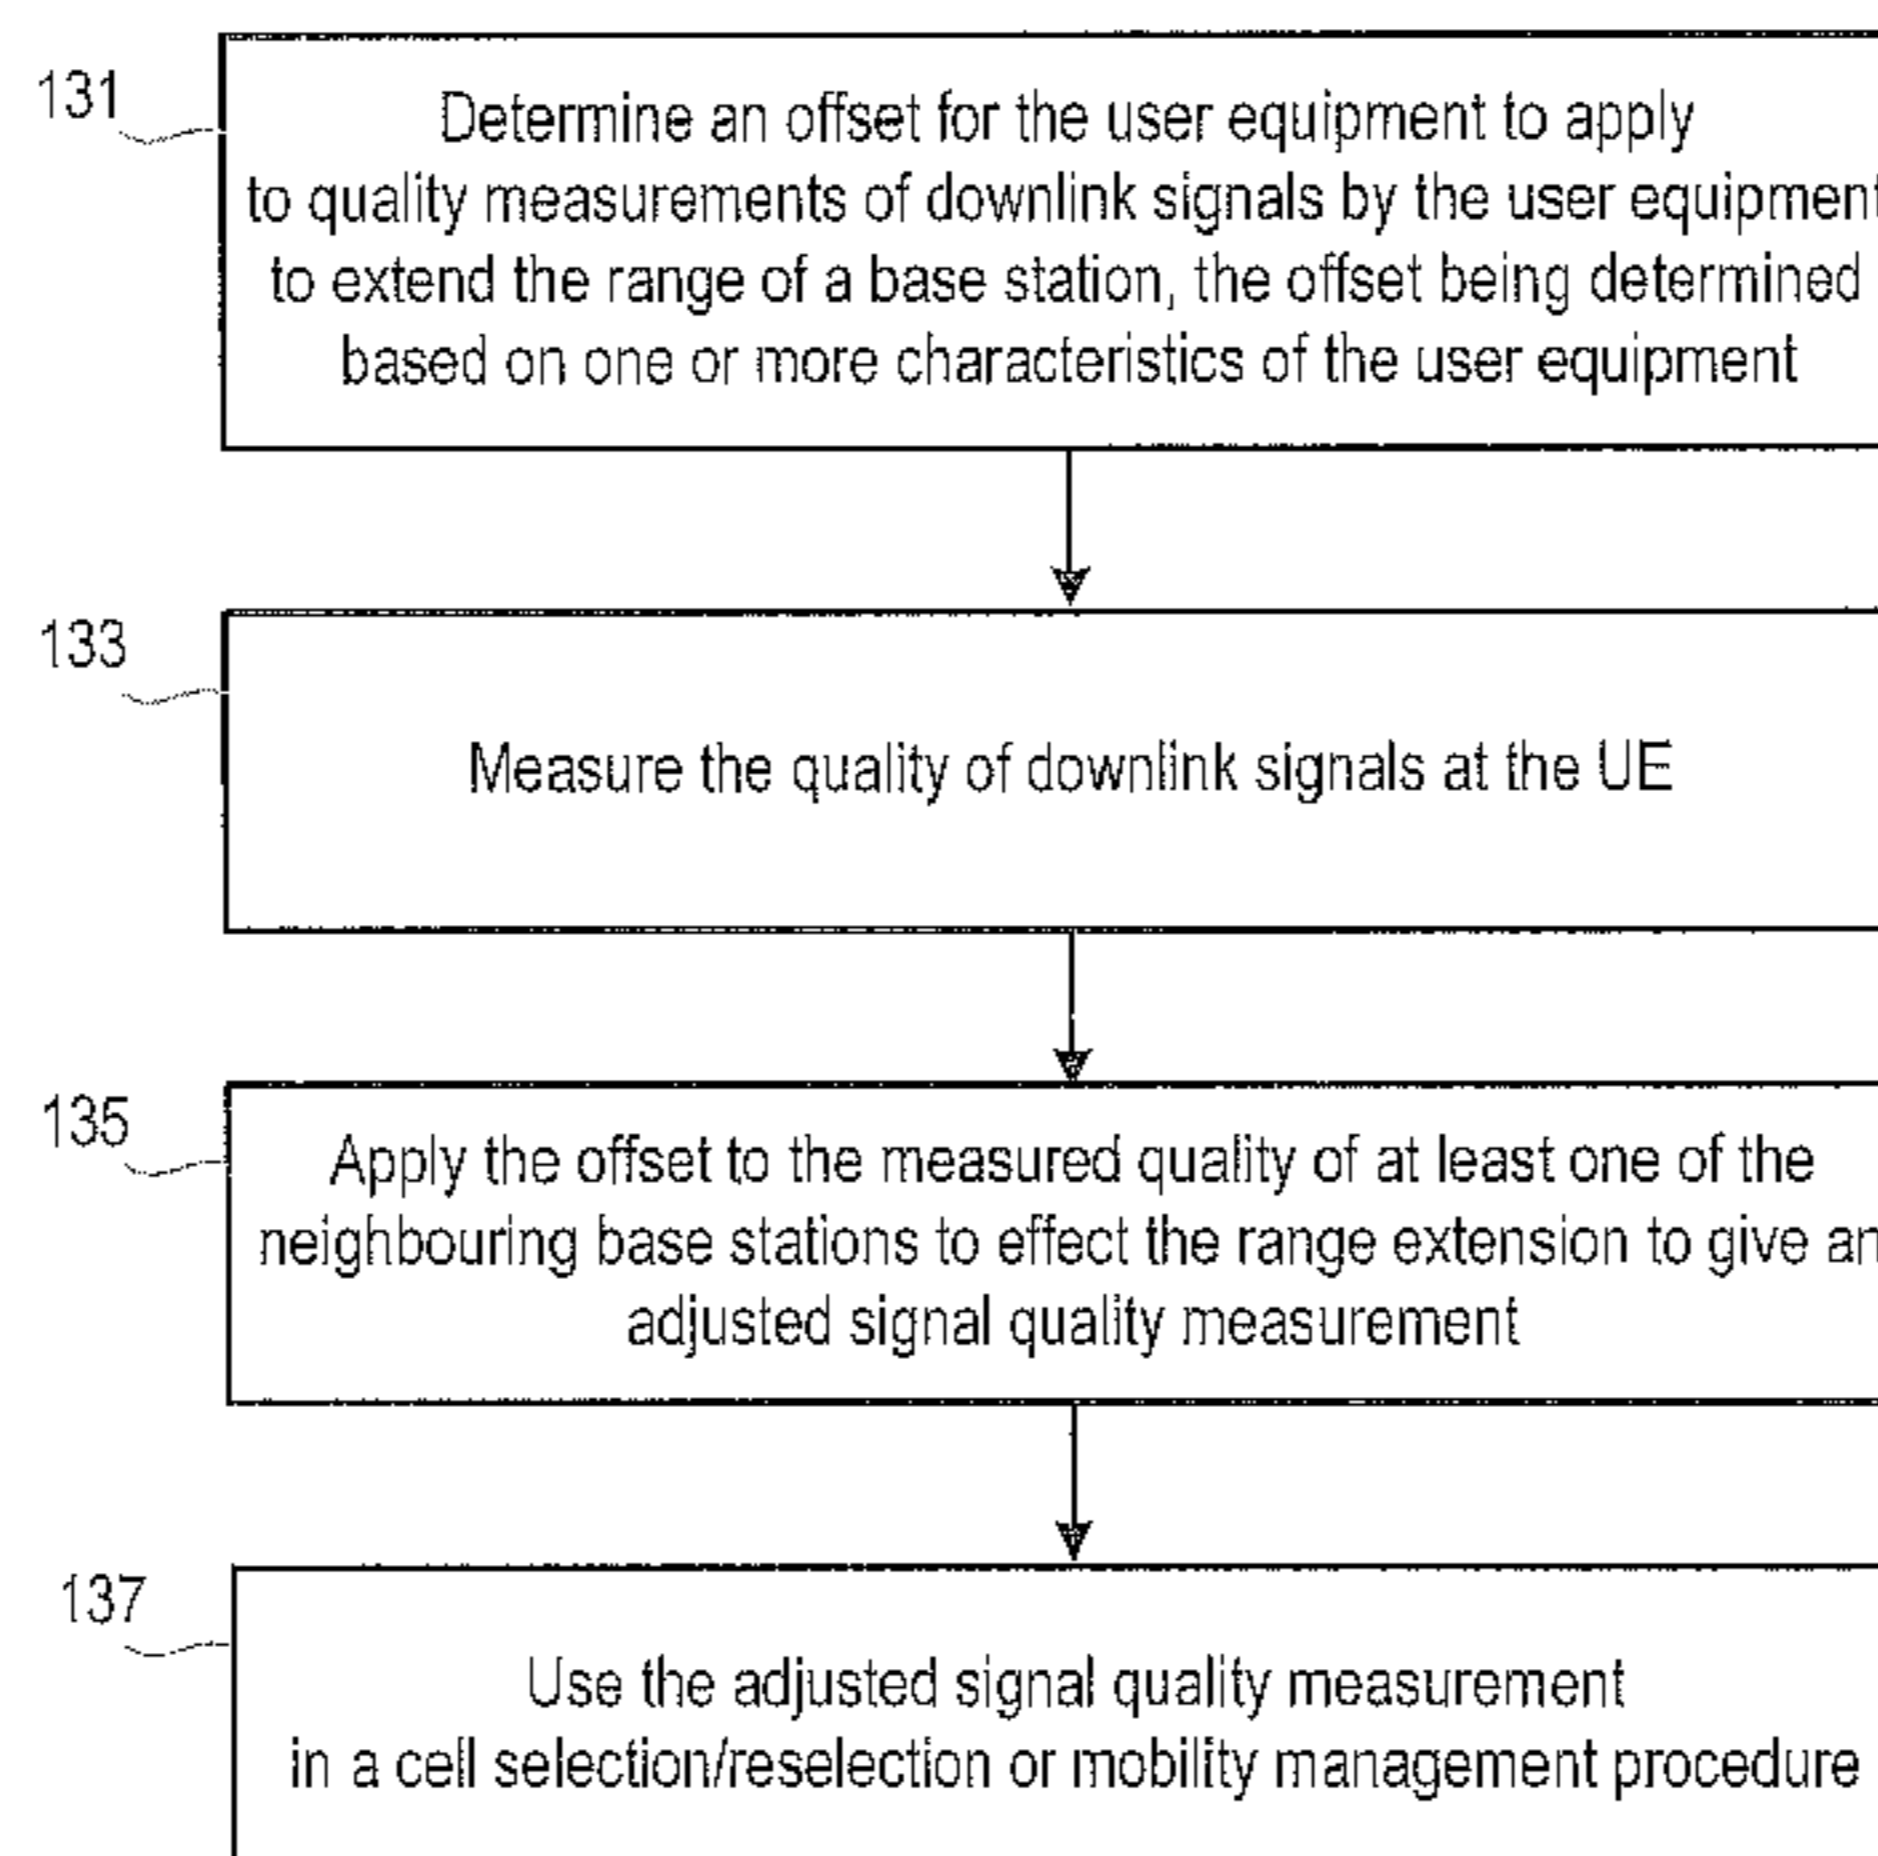 131
Determine an offset for the user equipment to apply
to quality measurements of downlink signals by the user equipment
to extend the range of a base station, the offset being determined
based on one or more characteristics of the user equipment
133
Measure the quality of downlink signals at the UE
135
Apply the offset to the measured quality of at least one of the
neighbouring base stations to effect the range extension to give an
adjusted signal quality measurement
137
Use the adjusted signal quality measurement
in a cell selection/reselection or mobility management procedure